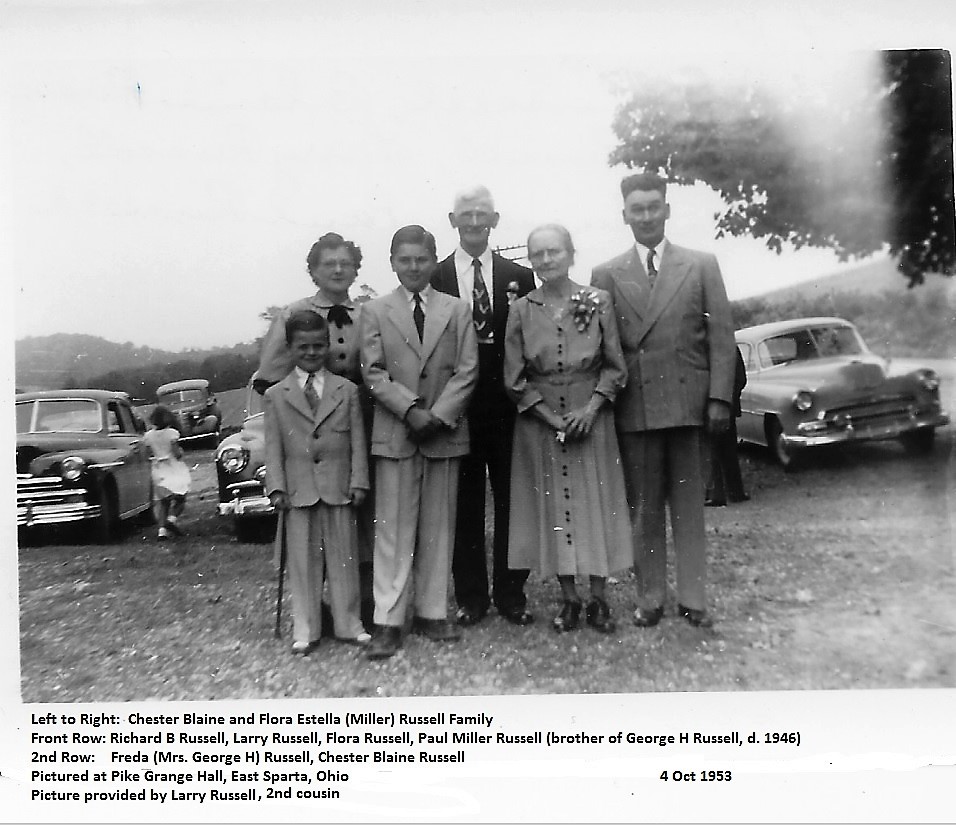 Left to Right: Chester Blaine and Flora Estella (Miller) Russell Family
Front Row: Richard B Russell, Larry Russell, Flora Russell, Paul Miller Russell (brother of George H Russell, d. 1946)
2nd Row: Freda (Mrs. George H) Russell, Chester Blaine Russell
Pictured at Pike Grange Hall, East Sparta, Ohio 4 Oct 1953
Picture provided by Larry Russell, 2nd cousin